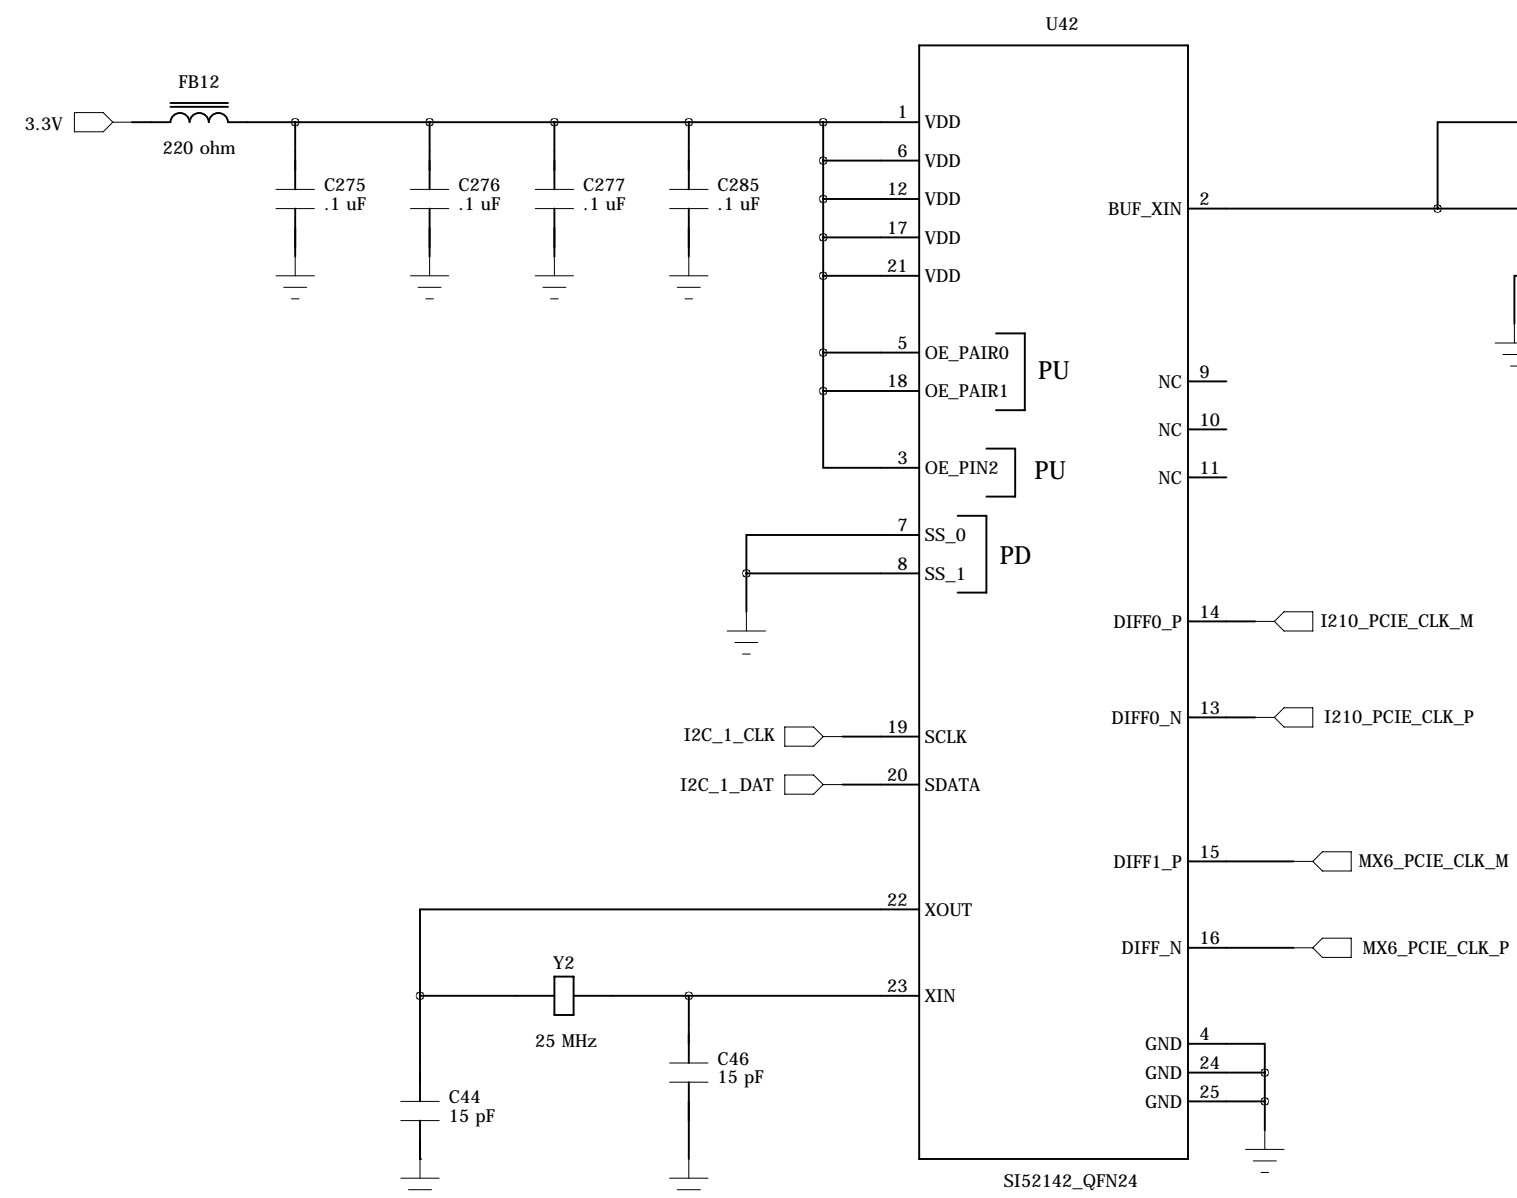 U42
FB12
3.3V
220 ohm
C275
.1 uF
C276
.1 uF
C277
.1 uF
C285
.1 uF
1 VDD
6 VDD
12 VDD
17 VDD
21 VDD
5 OE_PAIR0
18 OE_PAIR1
PU
3 OE_PIN2
PU
7 SS_0
8 SS_1
PD
I2C_1_CLK 19 SCLK
I2C_1_DAT 20 SDATA
22 XOUT
23 XIN
Y2
25 MHz
C46
15 pF
C44
15 pF
BUF_XIN 2
NC 9
NC 10
NC 11
DIFF0_P 14 I210_PCIE_CLK_M
DIFF0_N 13 I210_PCIE_CLK_P
DIFF1_P 15 MX6_PCIE_CLK_M
DIFF_N 16 MX6_PCIE_CLK_P
GND 4
GND 24
GND 25
SI52142_QFN24